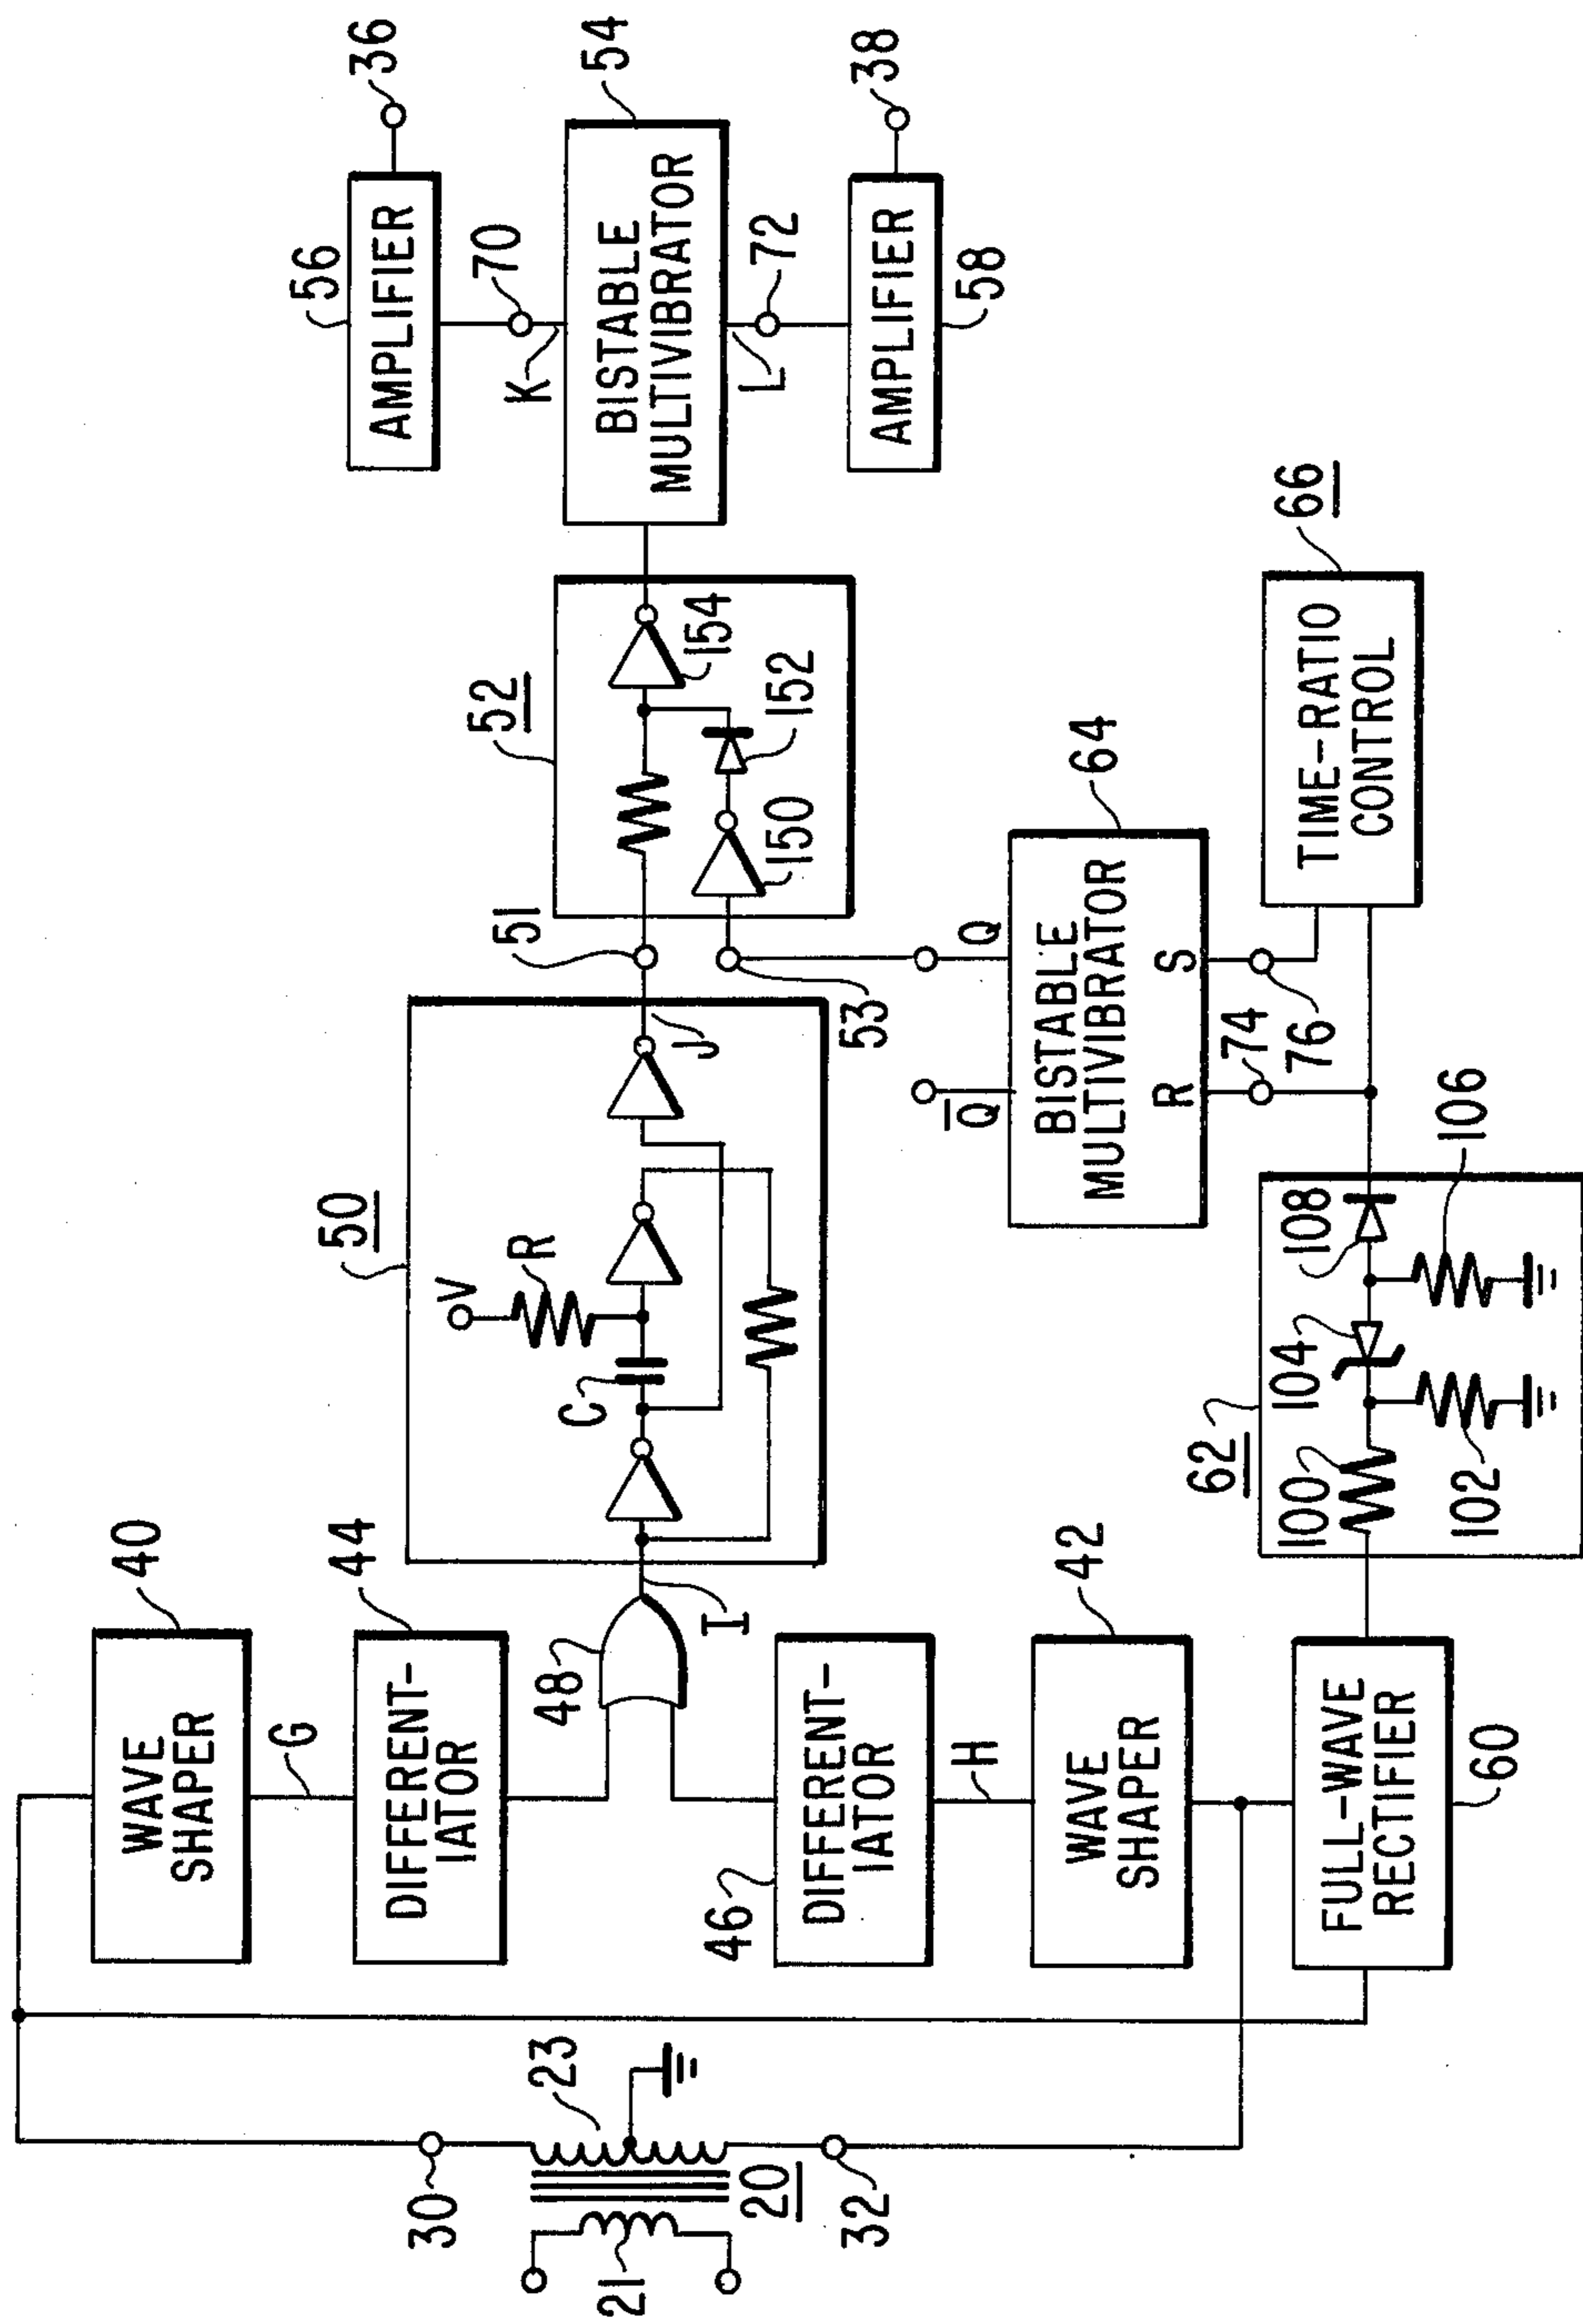 30
23
21
20
32
40
WAVE
SHAPER
G
44
DIFFERENT-
IATOR
48
I
46
DIFFERENT-
IATOR
H
42
WAVE
SHAPER
FULL-WAVE
RECTIFIER
60
50
V
R
C
J
51
53
52
154
152
150
56
AMPLIFIER
36
70
K
54
BISTABLE
MULTIVIBRATOR
L
72
AMPLIFIER
58
38
62
100
102
104
106
108
Q̅
Q
64
BISTABLE
MULTIVIBRATOR
R
S
74
76
66
TIME-RATIO
CONTROL